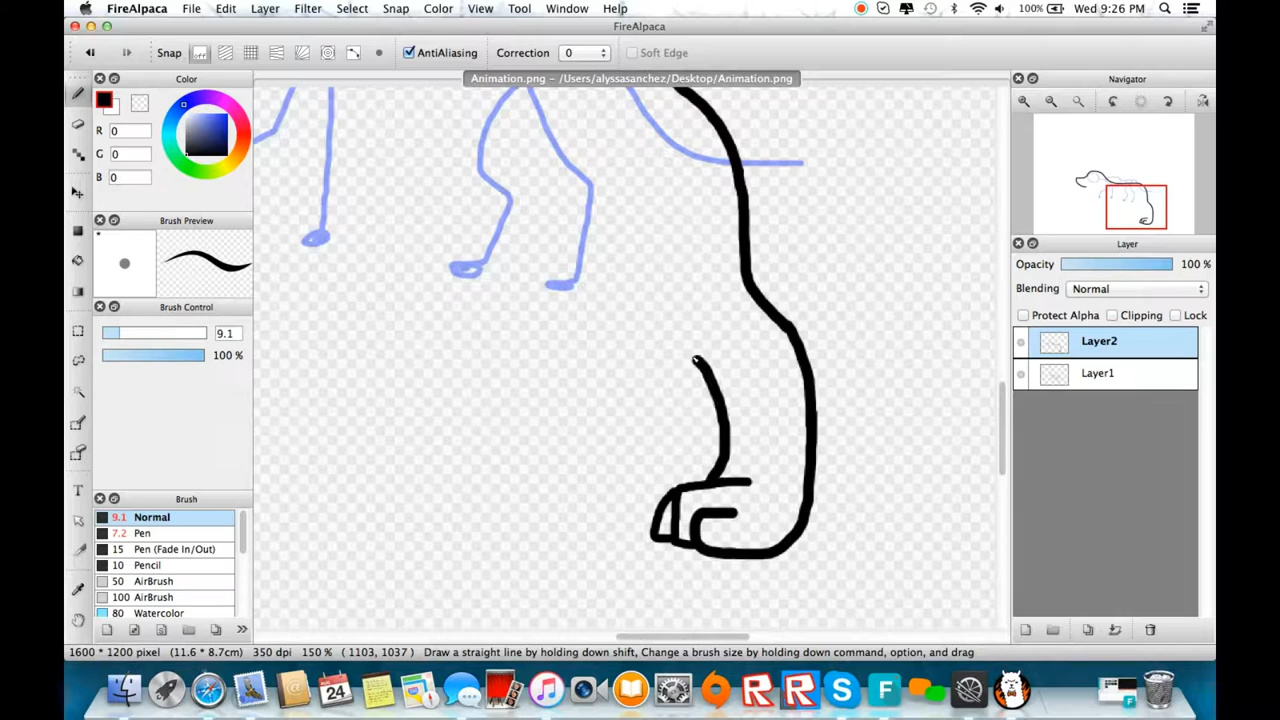 FireAlpaca File Edit Layer Filter Select Snap Color View Tool Window Help 100% Wed 9:26 PM
FireAlpaca
Snap off AntiAliasing Correction 0 Soft Edge
Color Animation.png – /Users/alyssasanchez/Desktop/Animation.png Navigator
R 0
G 0
B 0
Brush Preview
Layer
Opacity 100 %
Blending Normal
Brush Control
Protect Alpha Clipping Lock
9.1
Layer2
100 %
Layer1
Brush
9.1 Normal
7.2 Pen
15 Pen (Fade In/Out)
10 Pencil
50 AirBrush
100 AirBrush
80 Watercolor
1600 * 1200 pixel (11.6 * 8.7cm) 350 dpi 150 % ( 1103, 1037 ) Draw a straight line by holding down shift, Change a brush size by holding down command, option, and drag
24
F